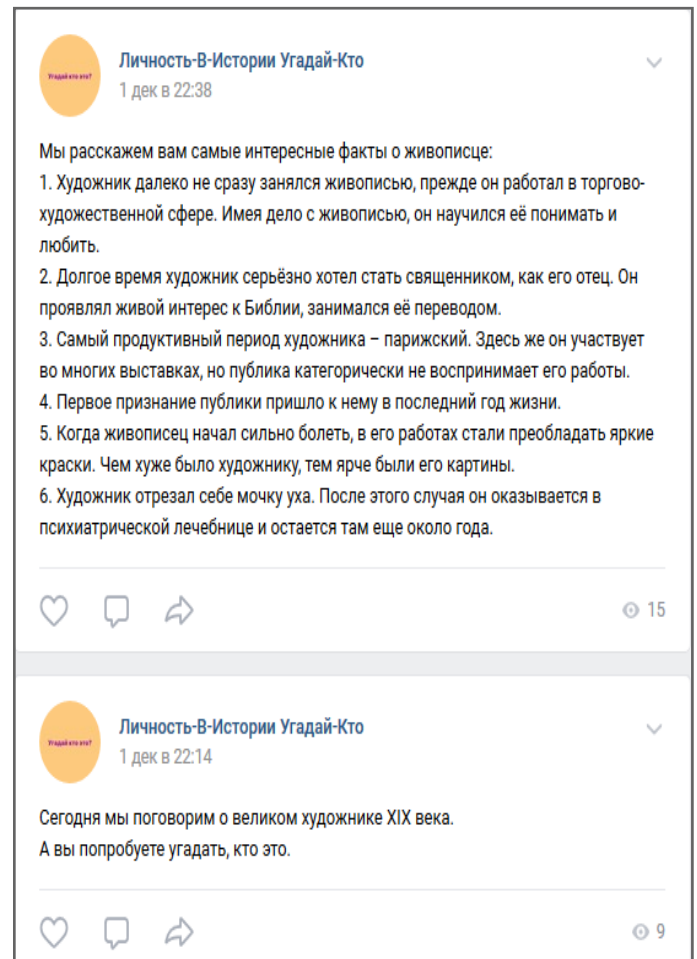 Угадай кто это?
Личность-В-Истории Угадай-Кто
1 дек в 22:38
Мы расскажем вам самые интересные факты о живописце:
1. Художник далеко не сразу занялся живописью, прежде он работал в торгово-
художественной сфере. Имея дело с живописью, он научился её понимать и
любить.
2. Долгое время художник серьёзно хотел стать священником, как его отец. Он
проявлял живой интерес к Библии, занимался её переводом.
3. Самый продуктивный период художника – парижский. Здесь же он участвует
во многих выставках, но публика категорически не воспринимает его работы.
4. Первое признание публики пришло к нему в последний год жизни.
5. Когда живописец начал сильно болеть, в его работах стали преобладать яркие
краски. Чем хуже было художнику, тем ярче были его картины.
6. Художник отрезал себе мочку уха. После этого случая он оказывается в
психиатрической лечебнице и остается там еще около года.
15
Угадай кто это?
Личность-В-Истории Угадай-Кто
1 дек в 22:14
Сегодня мы поговорим о великом художнике XIX века.
А вы попробуете угадать, кто это.
9